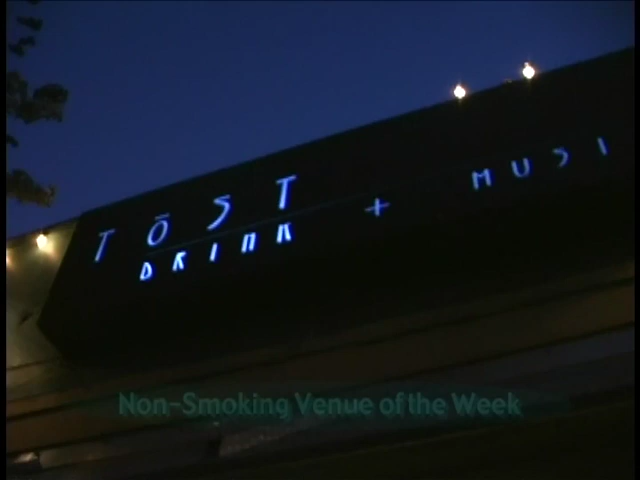 TŌST
DRINK + MUSI
Non-Smoking Venue of the Week